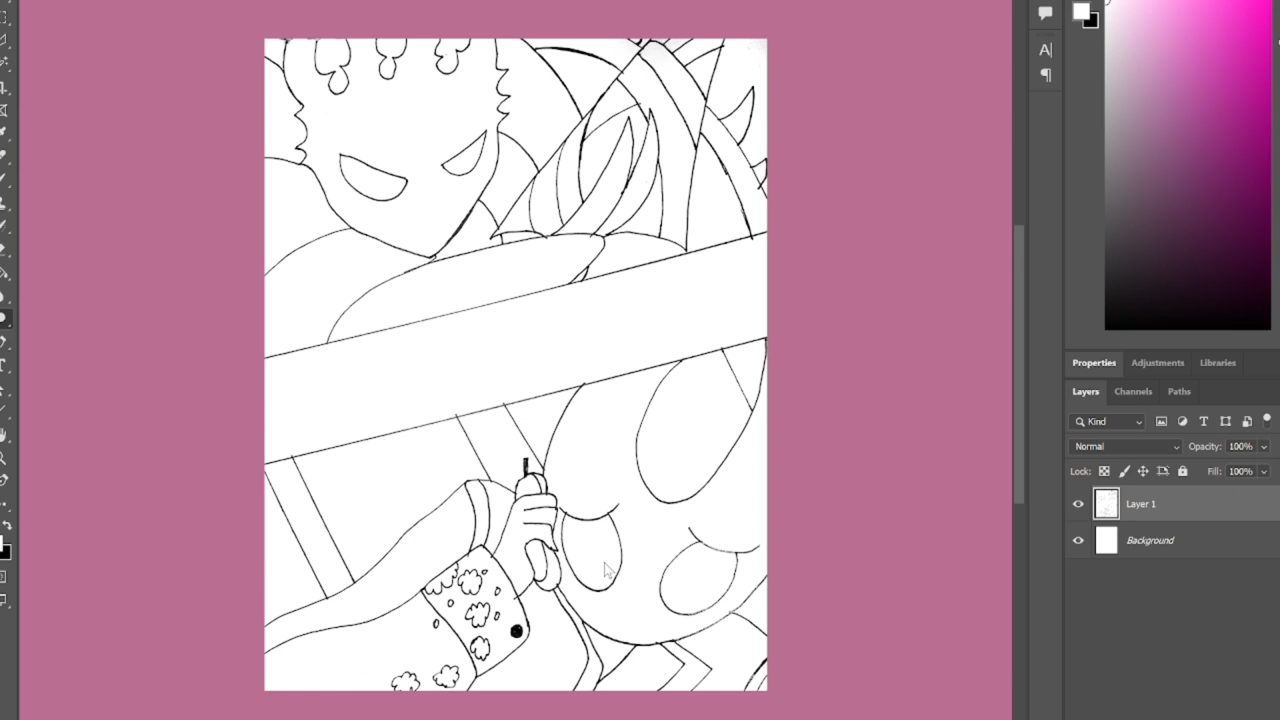 A|
¶
Properties Adjustments Libraries
Layers Channels Paths
Kind
Normal Opacity: 100%
Lock: Fill: 100%
Layer 1
Background